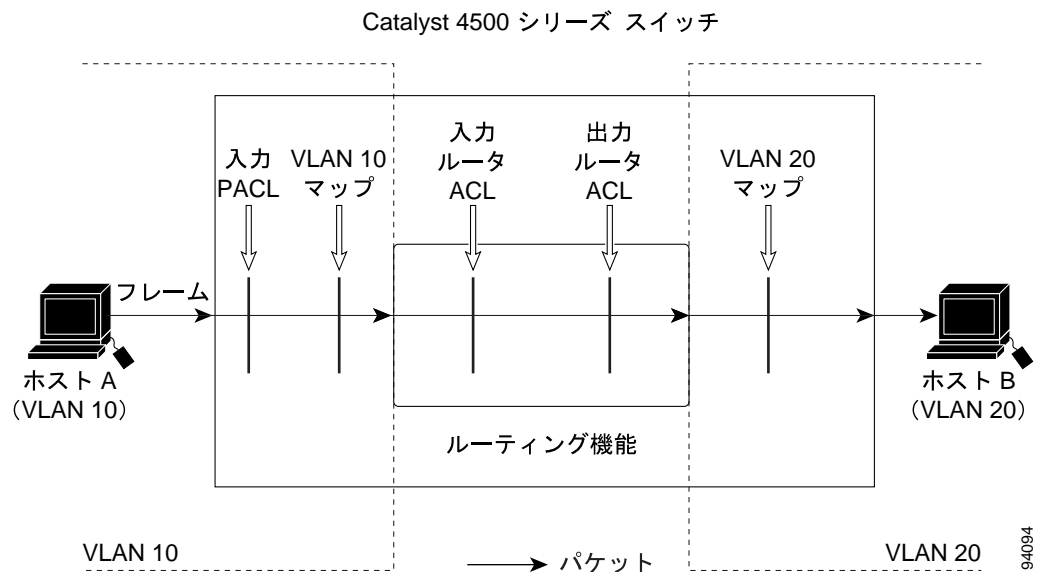 Catalyst 4500 シリーズ スイッチ
入力
PACL
VLAN 10
マップ
入力
ルータ
ACL
出力
ルータ
ACL
VLAN 20
マップ
フレーム
ホスト A
(VLAN 10)
ホスト B
(VLAN 20)
ルーティング機能
VLAN 10
パケット
VLAN 20
94094